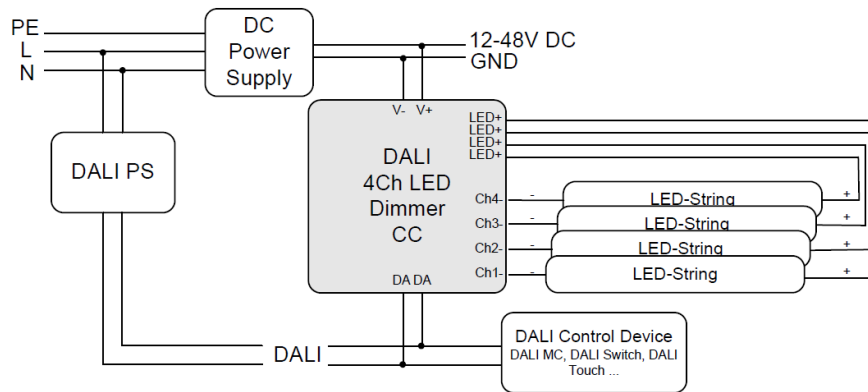 PE
L
N
DC
Power
Supply
12-48V DC
GND
V- V+
LED+
LED+
LED+
LED+
DALI PS
DALI
4Ch LED
Dimmer
CC
Ch4-
Ch3-
Ch2-
Ch1-
- LED-String +
- LED-String +
- LED-String +
- LED-String +
DA DA
DALI
DALI Control Device
DALI MC, DALI Switch, DALI
Touch ...